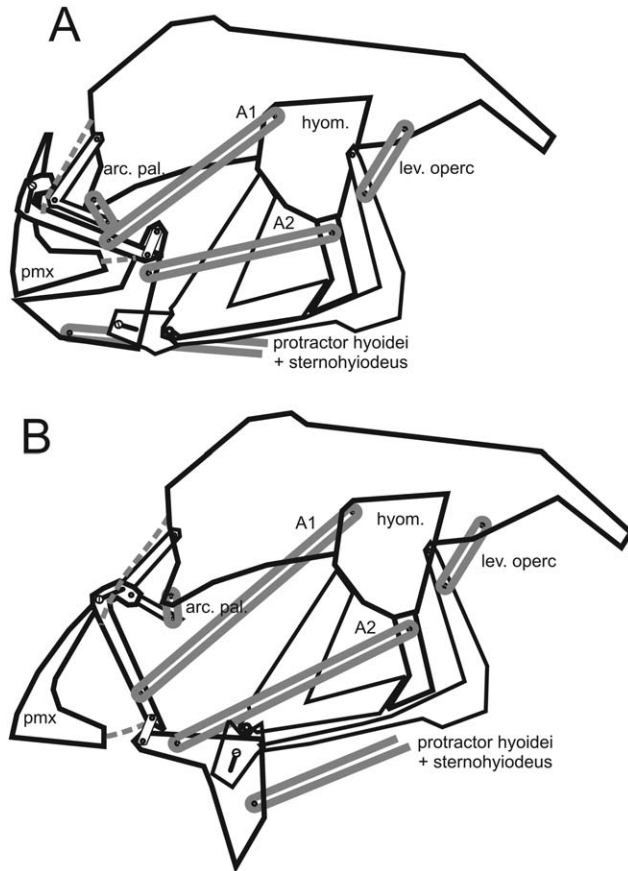 A
A1
hyom.
arc. pal.
lev. operc
A2
pmx
protractor hyoidei
+ sternohyiodeus
B
A1
hyom.
lev. operc
arc. pal.
A2
pmx
protractor hyoidei
+ sternohyiodeus